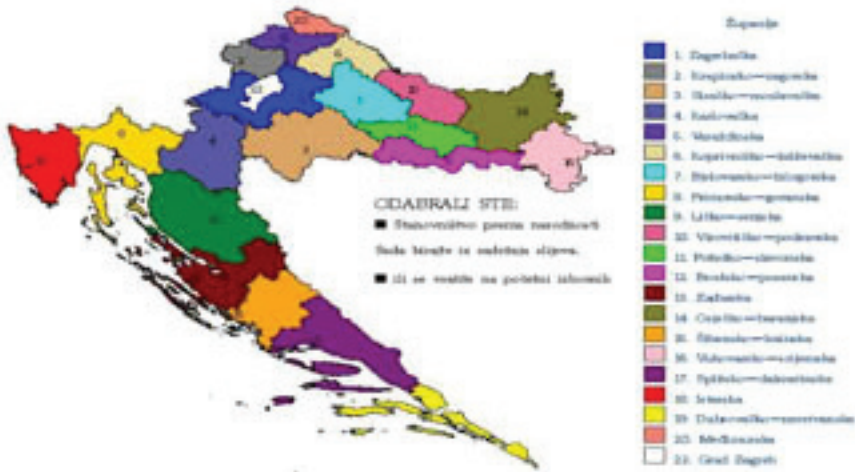 Županije
1. Zagrebačka
2. Krapinsko—zagorska
3. Sisačko—moslavačka
4. Karlovačka
5. Varaždinska
6. Koprivničko—križevačka
7. Bjelovarsko—bilogorska
8. Primorsko—goranska
9. Ličko—senjska
10. Virovitičko—podravska
11. Požeško—slavonska
12. Brodsko—posavska
13. Zadarska
14. Osječko—baranjska
15. Šibensko—kninska
16. Vukovarsko—srijemska
17. Splitsko—dalmatinska
18. Istarska
19. Dubrovačko—neretvanska
20. Međimurska
Grad Zagreb
ODABRALI STE:
Stanovništvo prema narodnosti
Sada birajte iz sadržaja slijeva.
ili se vratite na početni izbornik